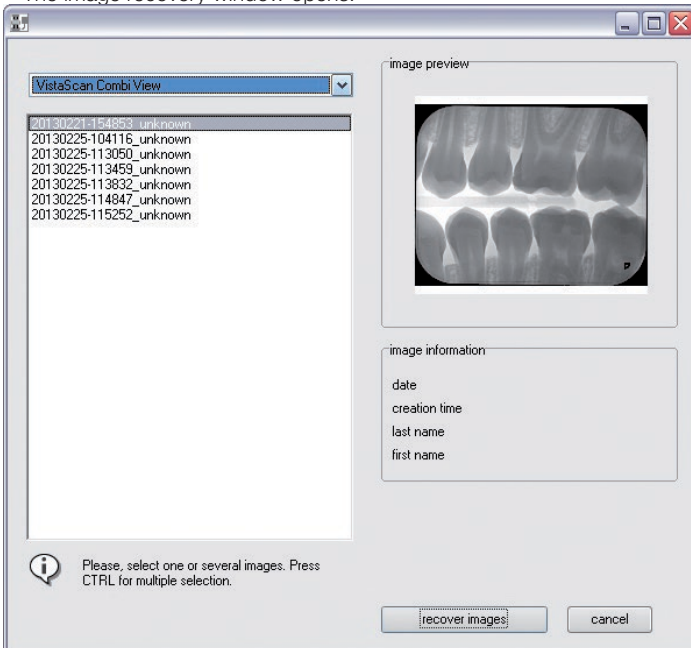 The image recovery window opens.
image preview
VistaScan Combi View
20130221-154853_unknown
20130225-104116_unknown
20130225-113050_unknown
20130225-113459_unknown
20130225-113832_unknown
20130225-114847_unknown
20130225-115252_unknown
image information
date
creation time
last name
first name
Please, select one or several images. Press
CTRL for multiple selection.
recover images
cancel